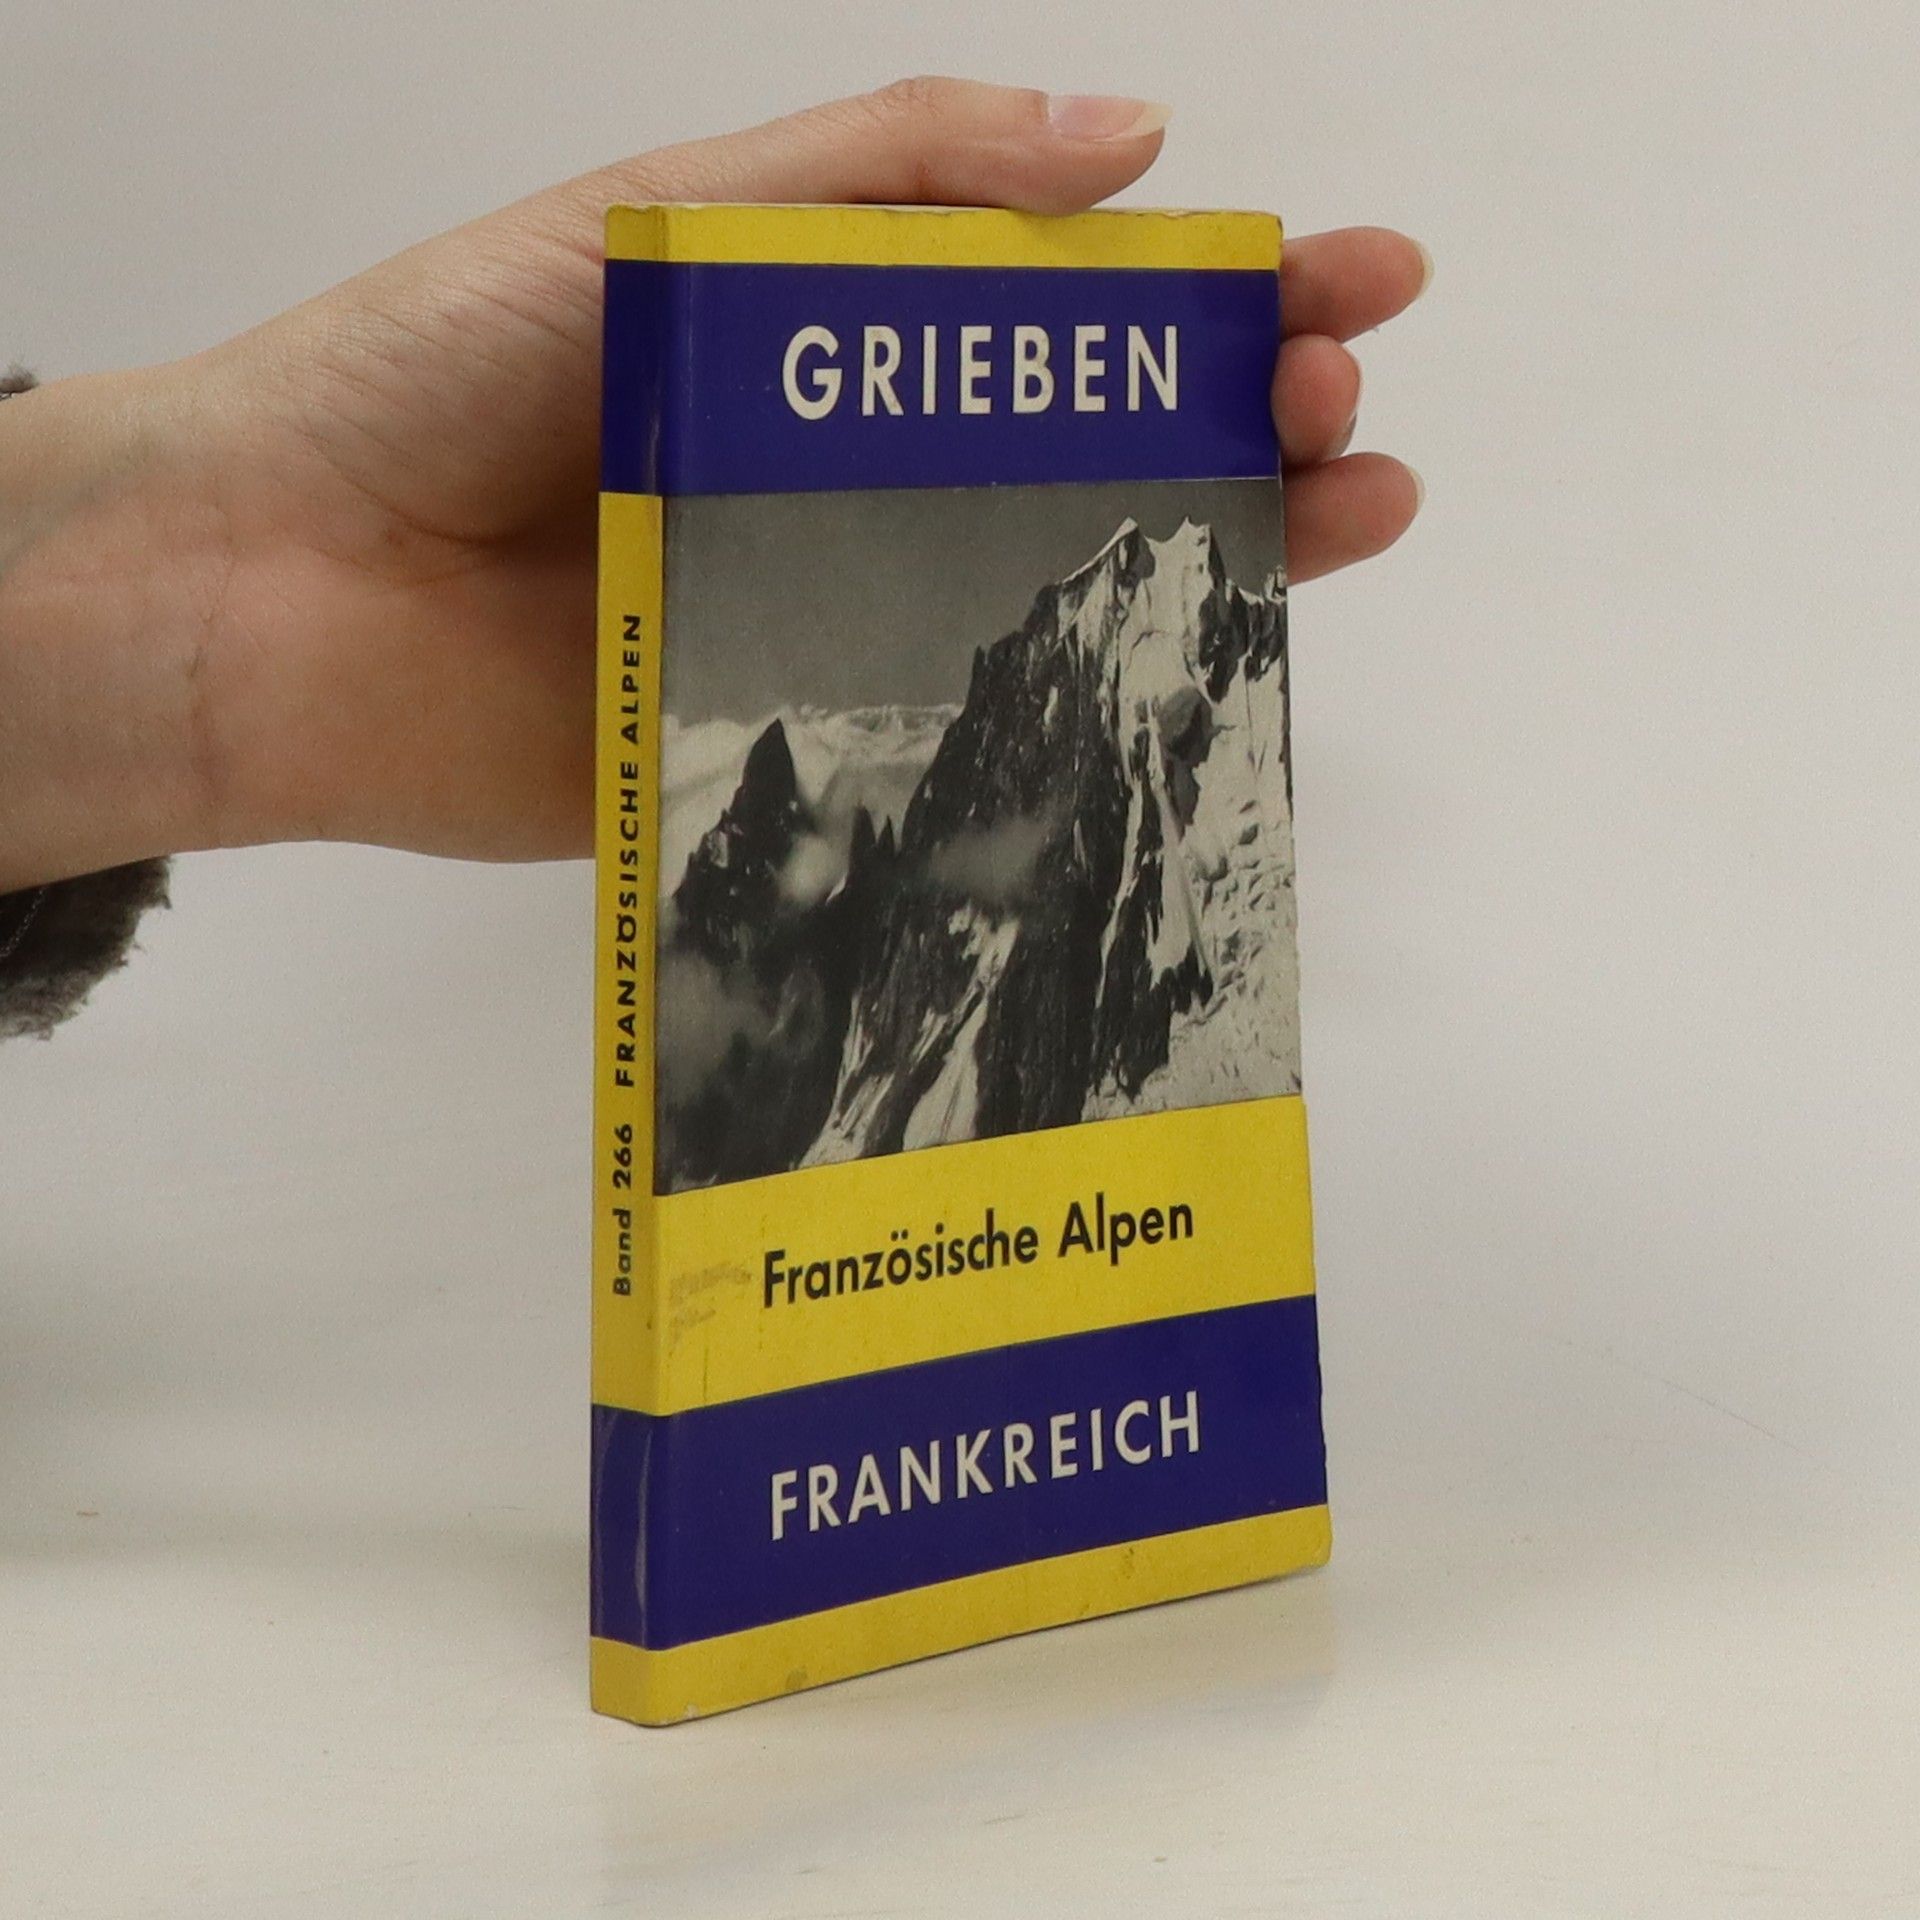 GRIEBEN
Französische Alpen
FRANKREICH
Band 266 FRANZÖSISCHE ALPEN